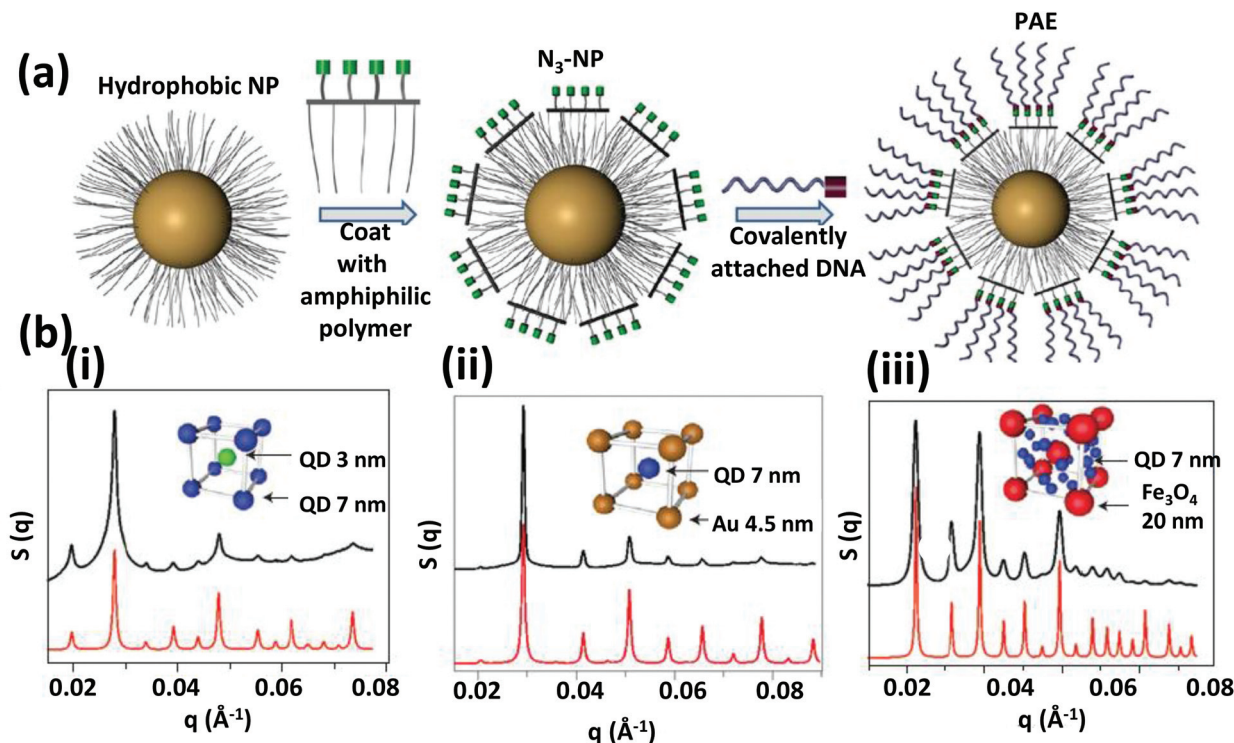 (a)
Hydrophobic NP
Coat
with
amphiphilic
polymer
N₃-NP
Covalently
attached DNA
PAE
(b)
(i)
QD 3 nm
QD 7 nm
S (q)
0.02 0.04 0.06 0.08
q (Å⁻¹)
(ii)
QD 7 nm
Au 4.5 nm
S (q)
0.02 0.04 0.06 0.08
q (Å⁻¹)
(iii)
QD 7 nm
Fe₃O₄
20 nm
S (q)
0.02 0.04 0.06 0.08
q (Å⁻¹)